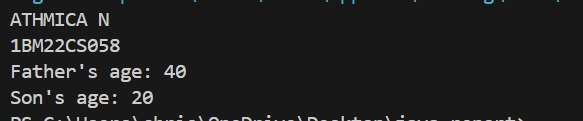 ATHMICA N
1BM22CS058
Father's age: 40
Son's age: 20